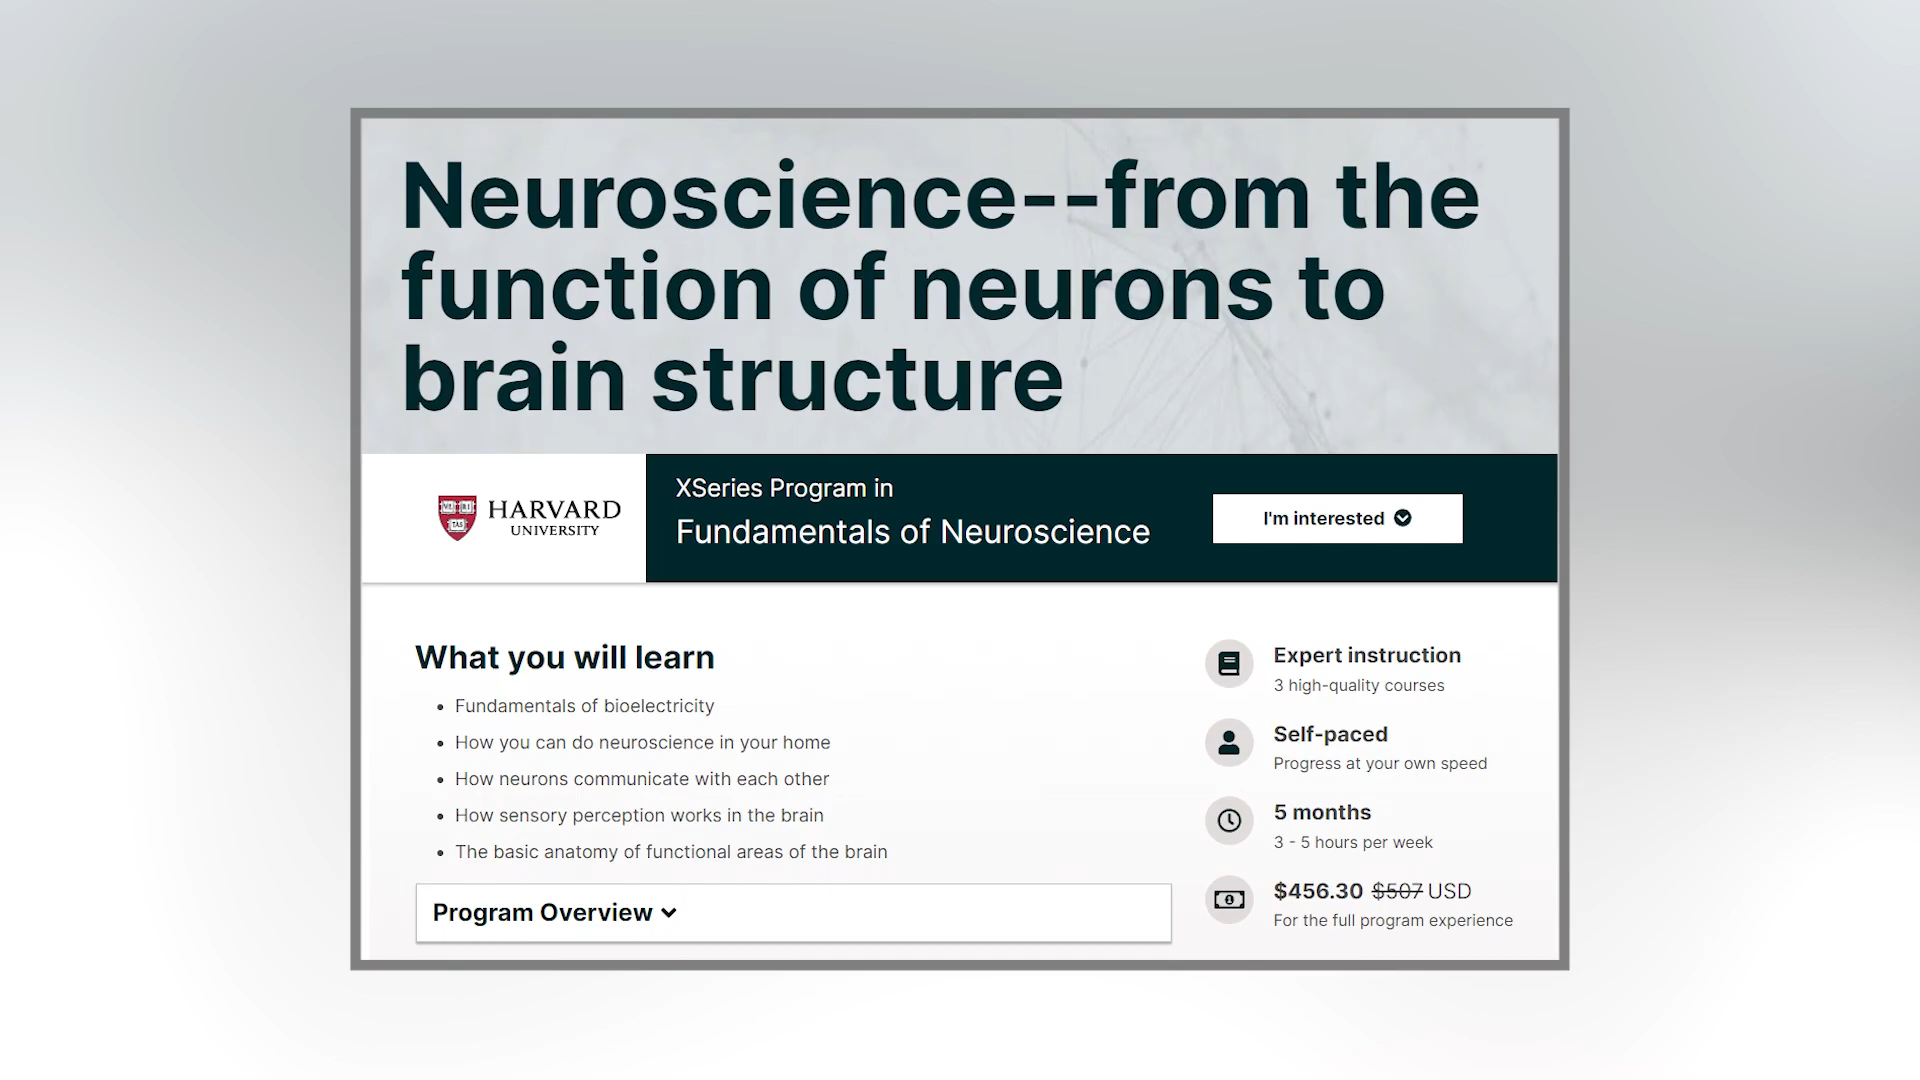 Neuroscience--from the
function of neurons to
brain structure
VE RI
TAS
HARVARD
UNIVERSITY
XSeries Program in
Fundamentals of Neuroscience
I'm interested
What you will learn
Fundamentals of bioelectricity
How you can do neuroscience in your home
How neurons communicate with each other
How sensory perception works in the brain
The basic anatomy of functional areas of the brain
Program Overview
Expert instruction
3 high-quality courses
Self-paced
Progress at your own speed
5 months
3 - 5 hours per week
$456.30 $507 USD
For the full program experience